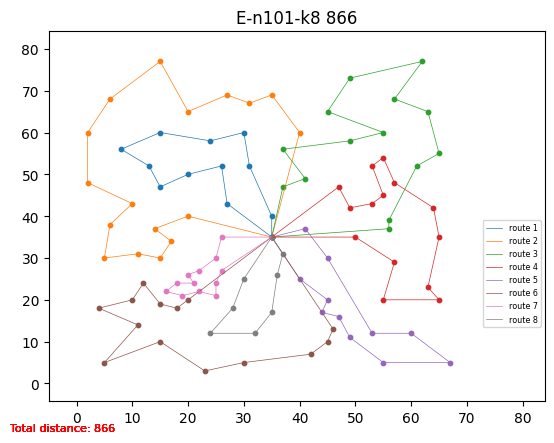 E-n101-k8 866
80
70
60
50
40
30
20
10
0
route 1
route 2
route 3
route 4
route 5
route 6
route 7
route 8
0 10 20 30 40 50 60 70 80
Total distance: 866